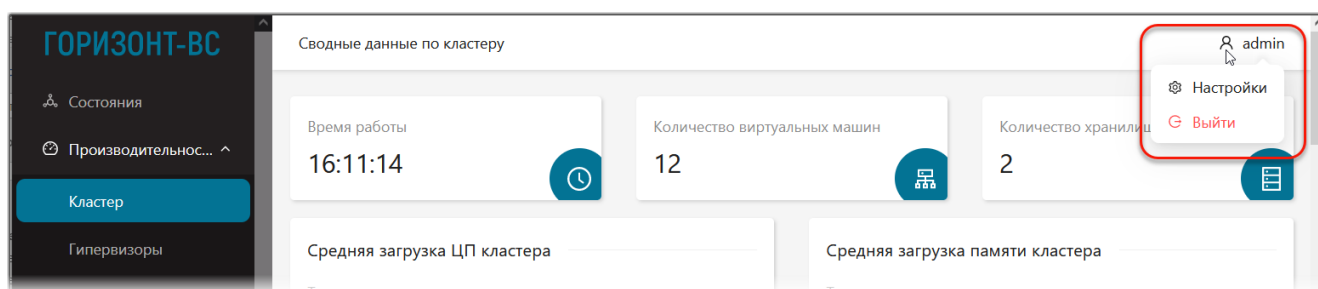 ГОРИЗОНТ-ВС
Состояния
Производительнос...
Кластер
Гипервизоры
Сводные данные по кластеру
admin
Настройки
Выйти
Время работы
16:11:14
Количество виртуальных машин
12
Количество хранилищ
2
Средняя загрузка ЦП кластера
Средняя загрузка памяти кластера